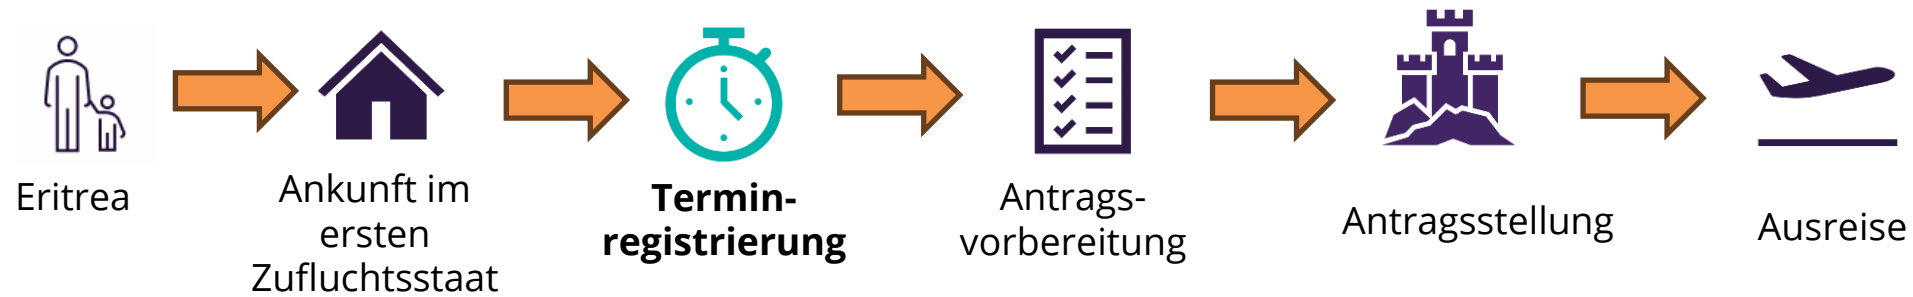 Eritrea
Ankunft im
ersten
Zufluchtsstaat
Termin-
registrierung
Antrags-
vorbereitung
Antragsstellung
Ausreise